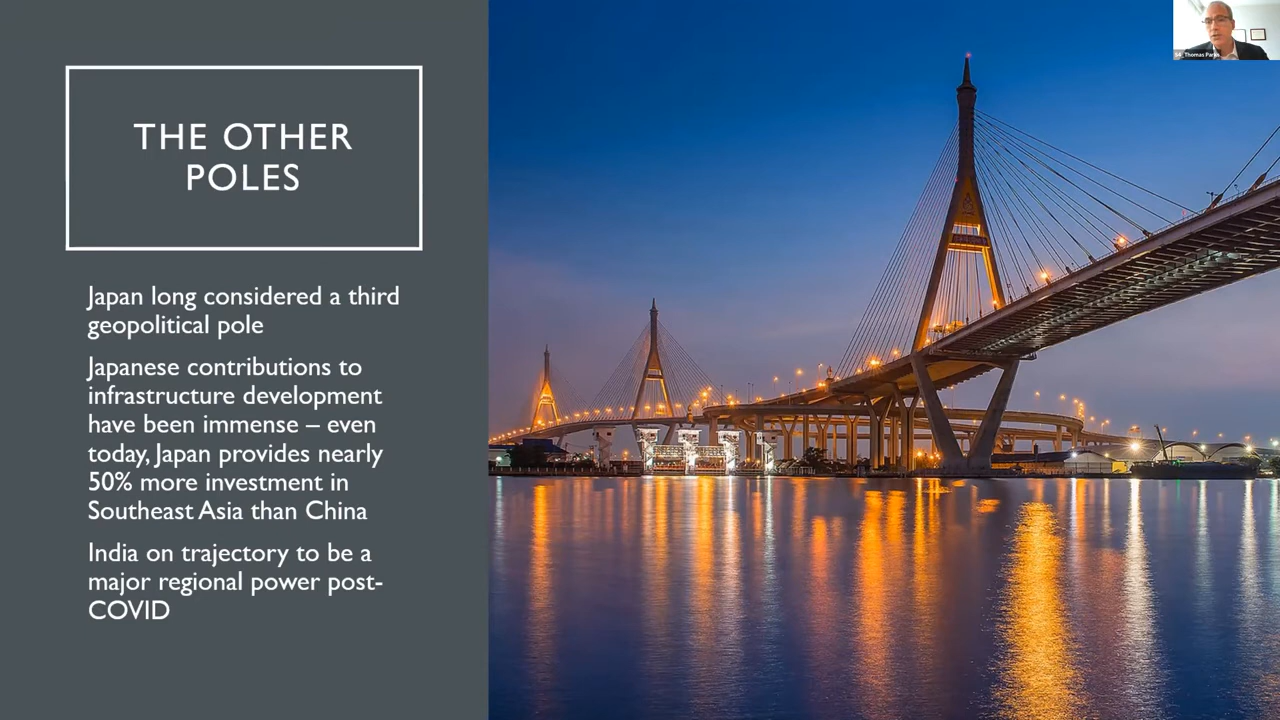 THE OTHER
POLES
Japan long considered a third
geopolitical pole
Japanese contributions to
infrastructure development
have been immense – even
today, Japan provides nearly
50% more investment in
Southeast Asia than China
India on trajectory to be a
major regional power post-
COVID
Thomas